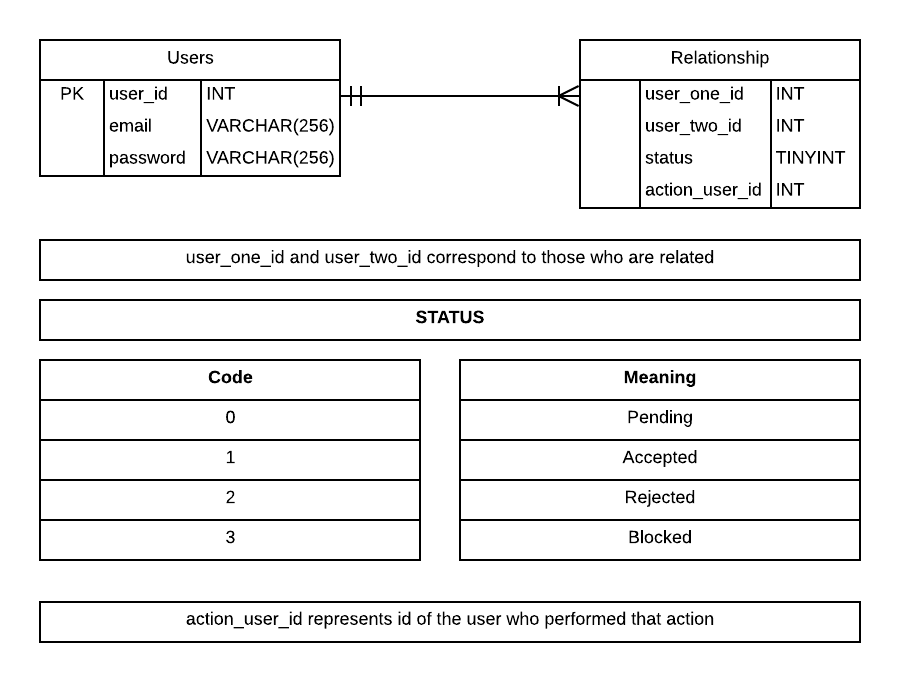 Users
PK user_id INT
email VARCHAR(256)
password VARCHAR(256)
Relationship
user_one_id INT
user_two_id INT
status TINYINT
action_user_id INT
user_one_id and user_two_id correspond to those who are related
STATUS
Code Meaning
0 Pending
1 Accepted
2 Rejected
3 Blocked
action_user_id represents id of the user who performed that action